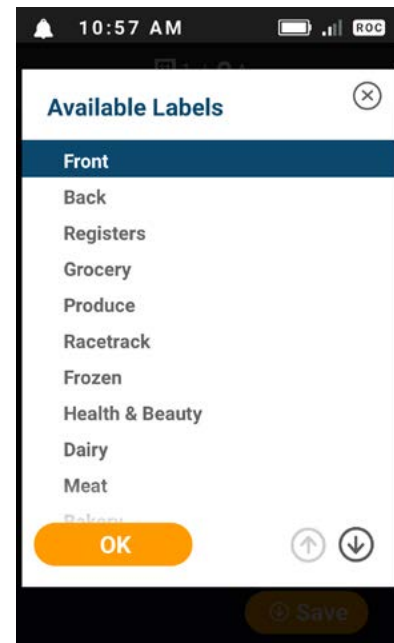 10:57 AM ROC
Available Labels
Front
Back
Registers
Grocery
Produce
Racetrack
Frozen
Health & Beauty
Dairy
Meat
Bakery
OK
Save